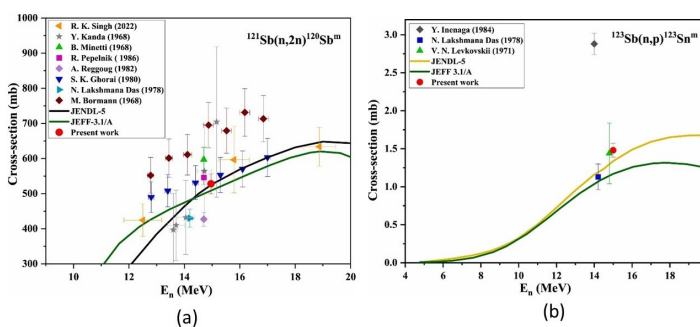 1000
900
800
700
600
500
400
300
10
12
14
16
18
20
Cross-section (mb)
E_n (MeV)
R. K. Singh (2022)
Y. Kanda (1968)
B. Minetti (1968)
R. Pepelnik ( 1986)
A. Reggoug (1982)
S. K. Ghorai (1980)
N. Lakshmana Das (1978)
M. Bormann (1968)
JENDL-5
JEFF-3.1/A
Present work
¹²¹Sb(n,2n)¹²⁰Sbᵐ
(a)
3.0
2.5
2.0
1.5
1.0
0.5
0.0
4
6
8
10
12
14
16
18
Cross-section (mb)
E_n (MeV)
Y. Inenaga (1984)
N. Lakshmana Das (1978)
V. N. Levkovskii (1971)
JENDL-5
JEFF 3.1/A
Present work
¹²³Sb(n,p)¹²³Snᵐ
(b)